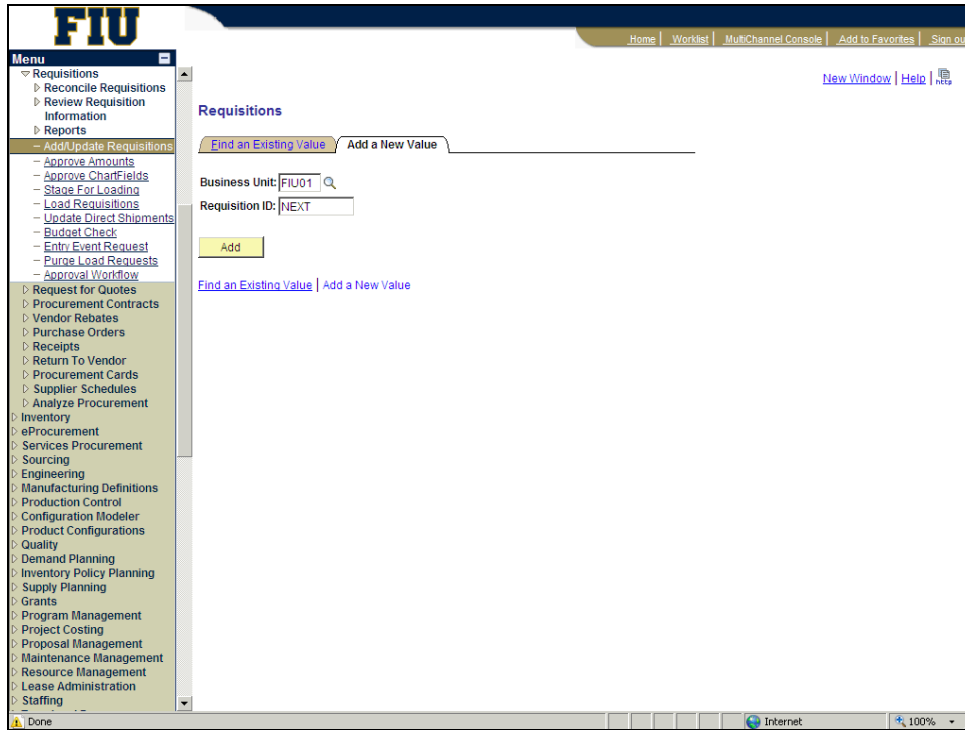 FIU
Home | Worklist | MultiChannel Console | Add to Favorites | Sign ou
Menu
Requisitions
Reconcile Requisitions
Review Requisition
Information
Reports
Add/Update Requisitions
Approve Amounts
Approve ChartFields
Stage For Loading
Load Requisitions
Update Direct Shipments
Budget Check
Entry Event Request
Purge Load Requests
Approval Workflow
Request for Quotes
Procurement Contracts
Vendor Rebates
Purchase Orders
Receipts
Return To Vendor
Procurement Cards
Supplier Schedules
Analyze Procurement
Inventory
eProcurement
Services Procurement
Sourcing
Engineering
Manufacturing Definitions
Production Control
Configuration Modeler
Product Configurations
Quality
Demand Planning
Inventory Policy Planning
Supply Planning
Grants
Program Management
Project Costing
Proposal Management
Maintenance Management
Resource Management
Lease Administration
Staffing
New Window | Help | http
Requisitions
Find an Existing Value Add a New Value
Business Unit: FIU01
Requisition ID: NEXT
Add
Find an Existing Value | Add a New Value
Done Internet 100%